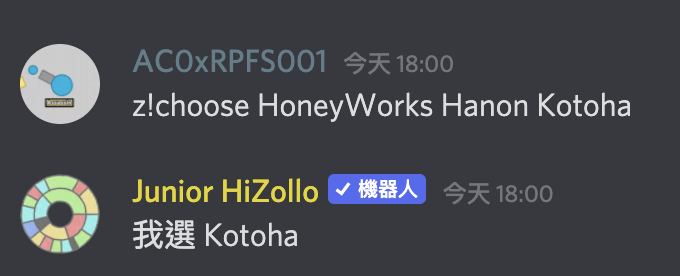 AC0xRPFS001 今天 18:00
z!choose HoneyWorks Hanon Kotoha
Junior HiZollo ✓ 機器人 今天 18:00
我選 Kotoha